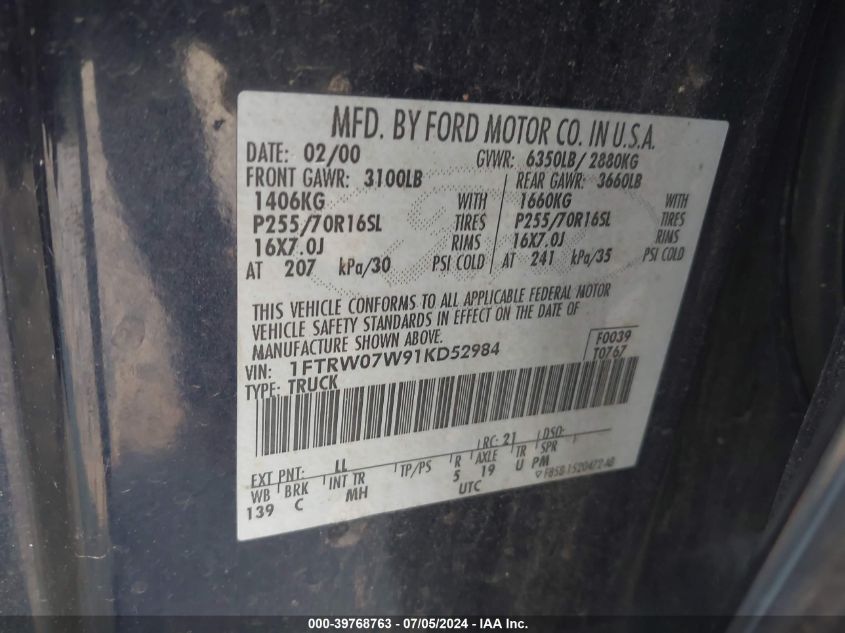 MFD. BY FORD MOTOR CO. IN U.S.A.
DATE: 02/00 GVWR: 6350LB/ 2880KG
FRONT GAWR: 3100LB REAR GAWR: 3660LB
1406KG WITH 1660KG WITH
P255/70R16SL TIRES P255/70R16SL TIRES
16X7.0J RIMS 16X7.0J RIMS
AT 207 kPa/30 PSI COLD AT 241 kPa/35 PSI COLD
THIS VEHICLE CONFORMS TO ALL APPLICABLE FEDERAL MOTOR
VEHICLE SAFETY STANDARDS IN EFFECT ON THE DATE OF
MANUFACTURE SHOWN ABOVE.
VIN: 1FTRW07W91KD52984 F0039
TYPE: TRUCK T0767
EXT PNT: LL RC: 21 DSO:
WB BRK INT TR TP/PS R AXLE TR SPR
139 C MH 5 19 U PM
UTC F85B-1520472-AB
000-39768763 - 07/05/2024 - IAA Inc.